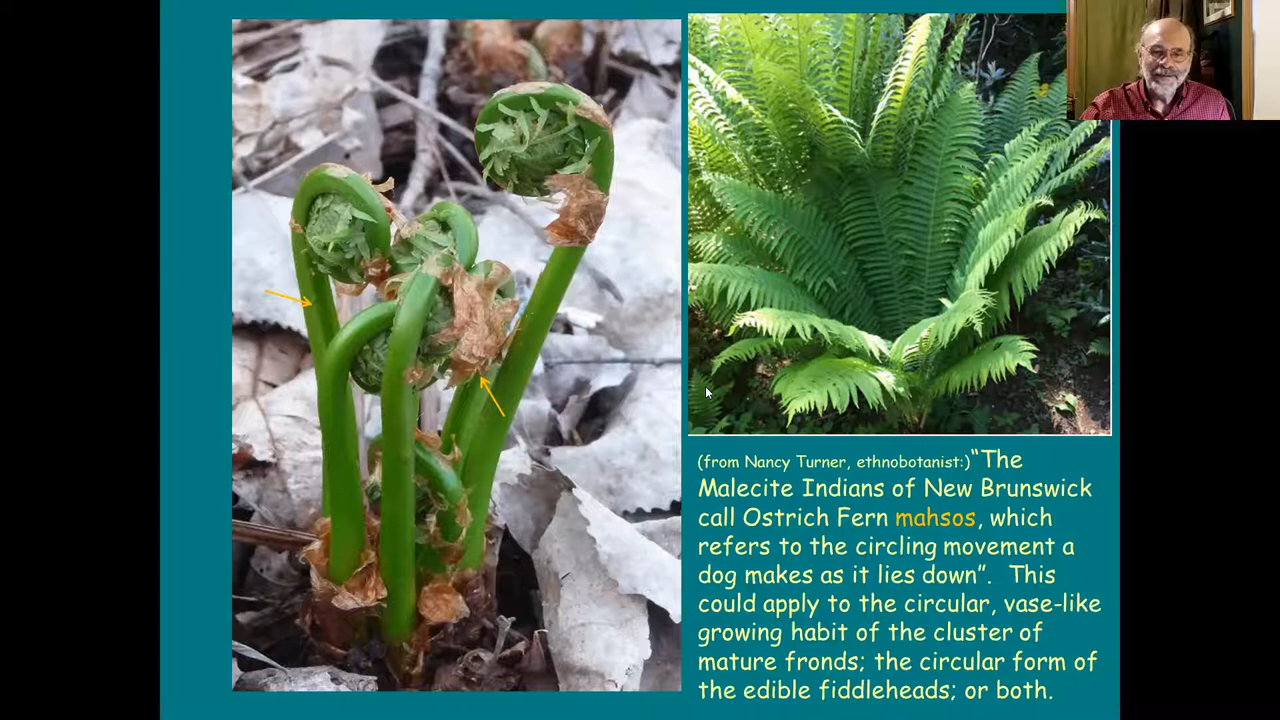 (from Nancy Turner, ethnobotanist:)“The
Malecite Indians of New Brunswick
call Ostrich Fern mahsos, which
refers to the circling movement a
dog makes as it lies down”.  This
could apply to the circular, vase-like
growing habit of the cluster of
mature fronds; the circular form of
the edible fiddleheads; or both.